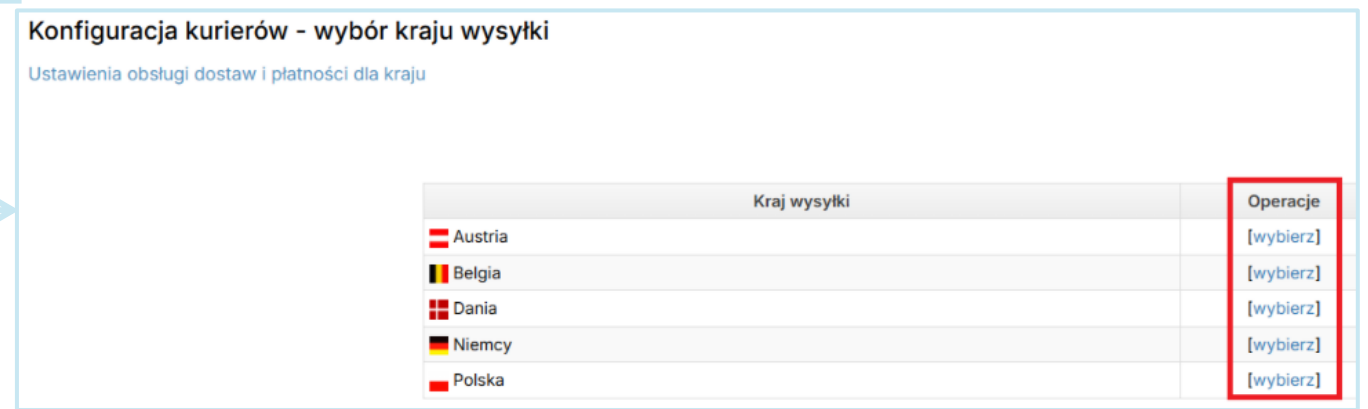 Konfiguracja kurierów - wybór kraju wysyłki
Ustawienia obsługi dostaw i płatności dla kraju
Kraj wysyłki Operacje
Austria [wybierz]
Belgia [wybierz]
Dania [wybierz]
Niemcy [wybierz]
Polska [wybierz]